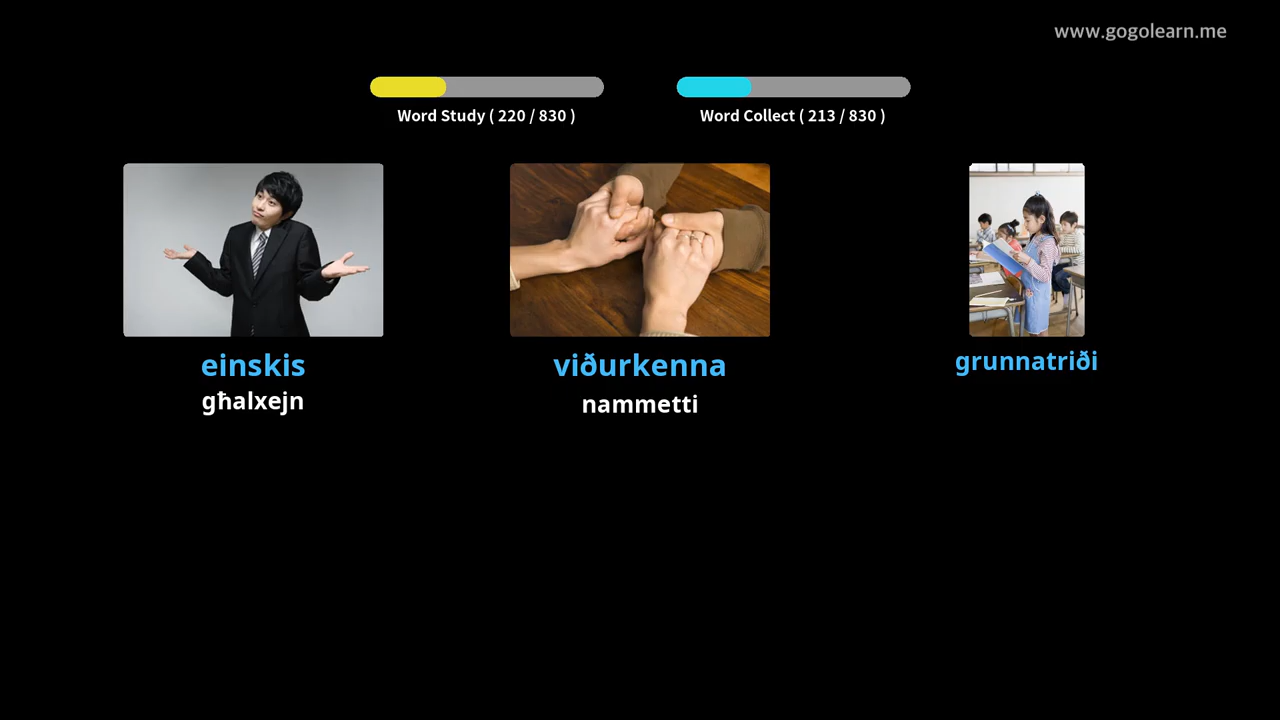 www.gogolearn.me
Word Study ( 220 / 830 )
Word Collect ( 213 / 830 )
einskis
għalxejn
viðurkenna
nammetti
grunnatriði